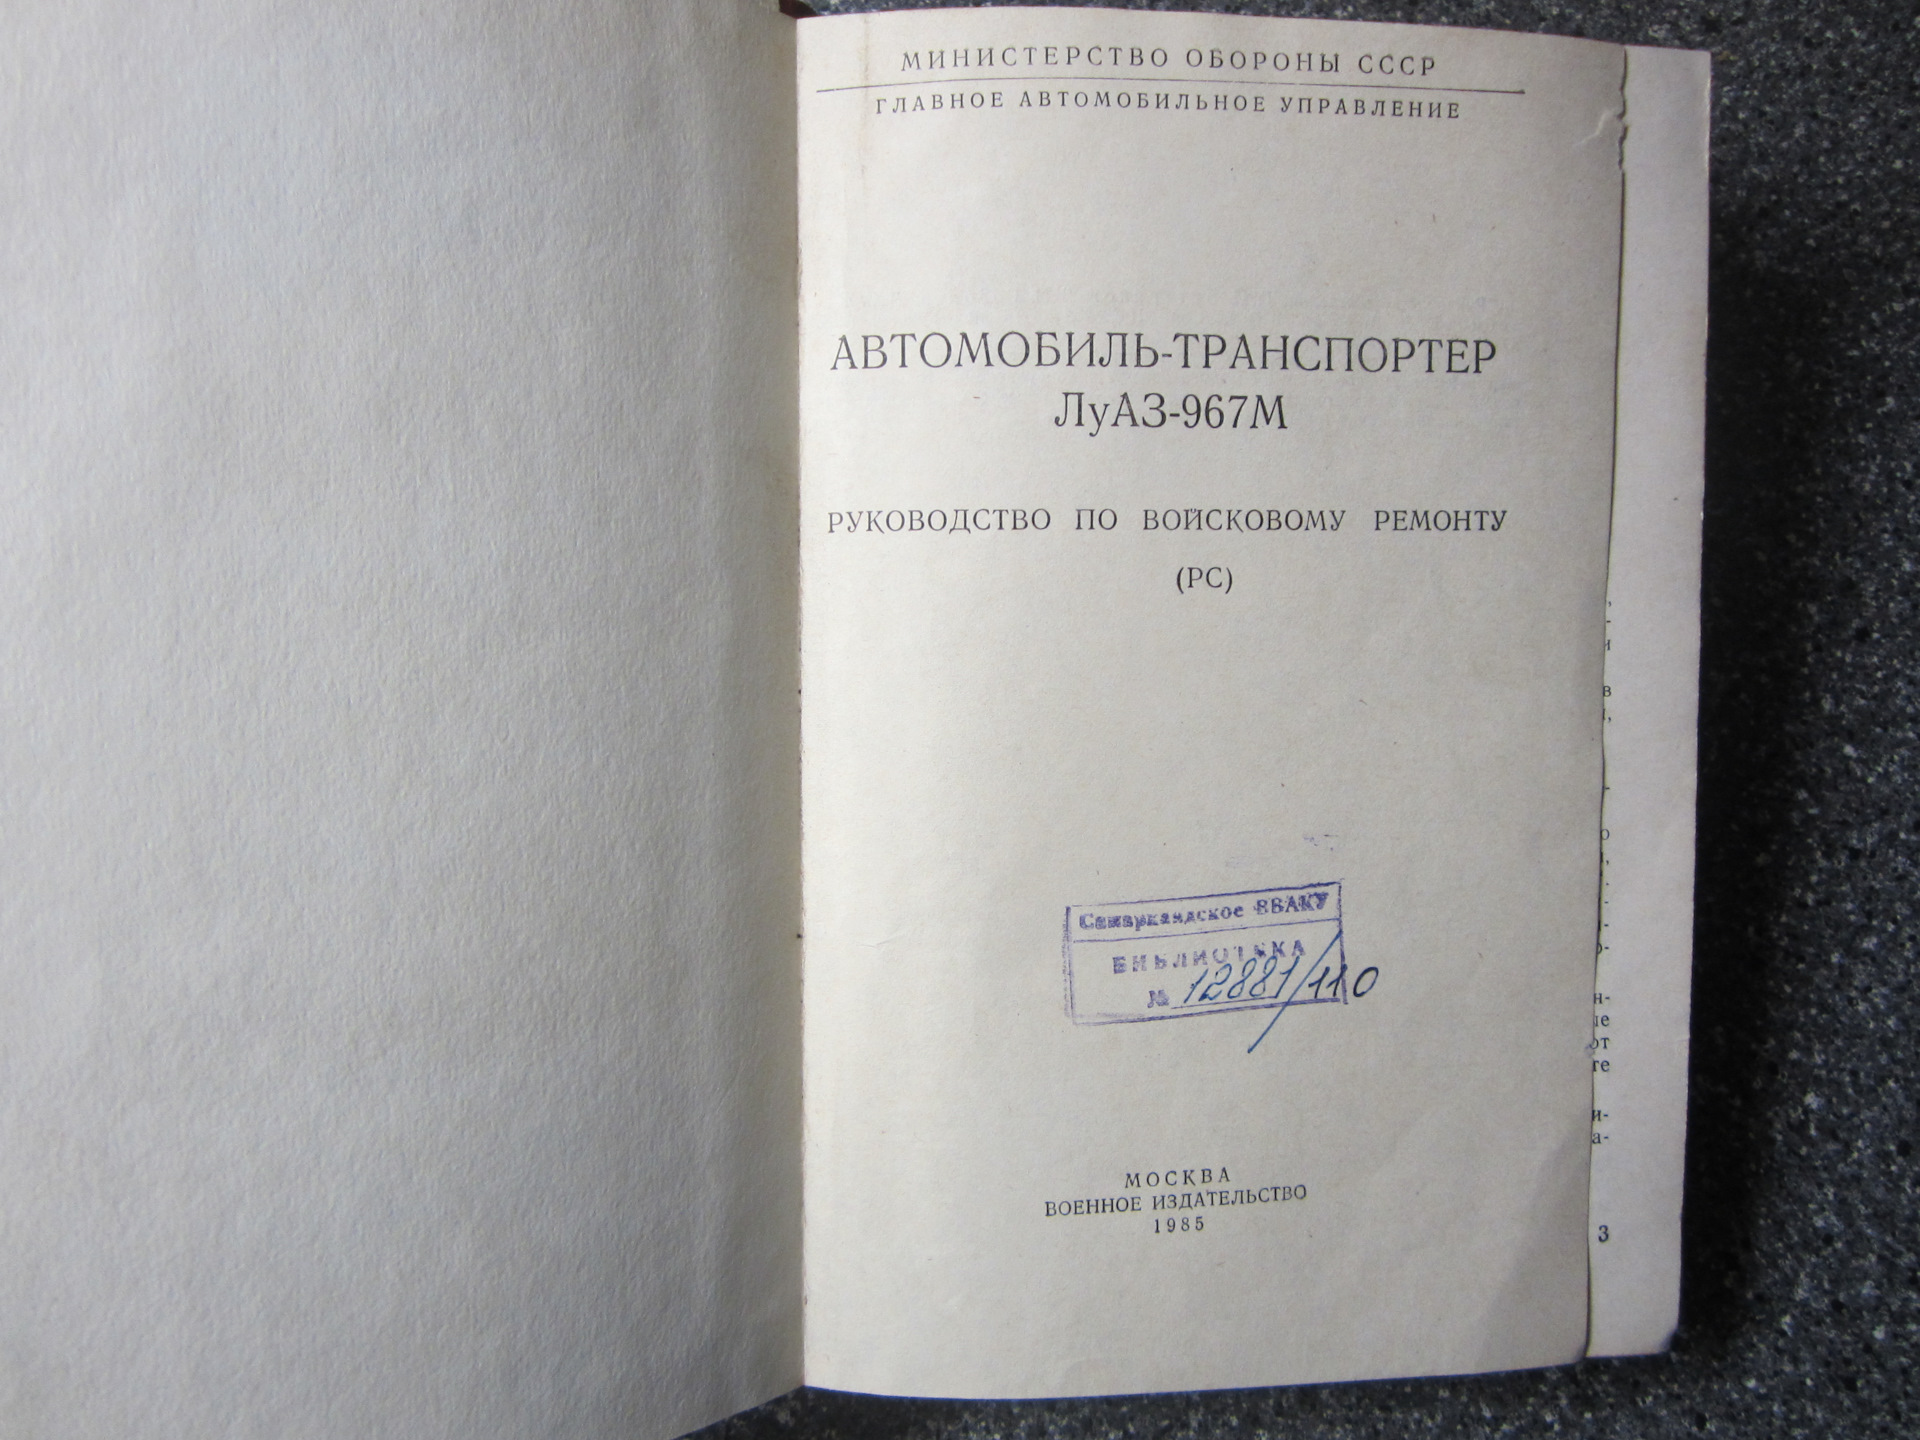 МИНИСТЕРСТВО ОБОРОНЫ СССР
ГЛАВНОЕ АВТОМОБИЛЬНОЕ УПРАВЛЕНИЕ
АВТОМОБИЛЬ-ТРАНСПОРТЕР
ЛуАЗ-967М
РУКОВОДСТВО ПО ВОЙСКОВОМУ РЕМОНТУ
(РС)
Самаркандское ВВАКУ
БИБЛИОТЕКА
№ 12881/110
МОСКВА
ВОЕННОЕ ИЗДАТЕЛЬСТВО
1985
3